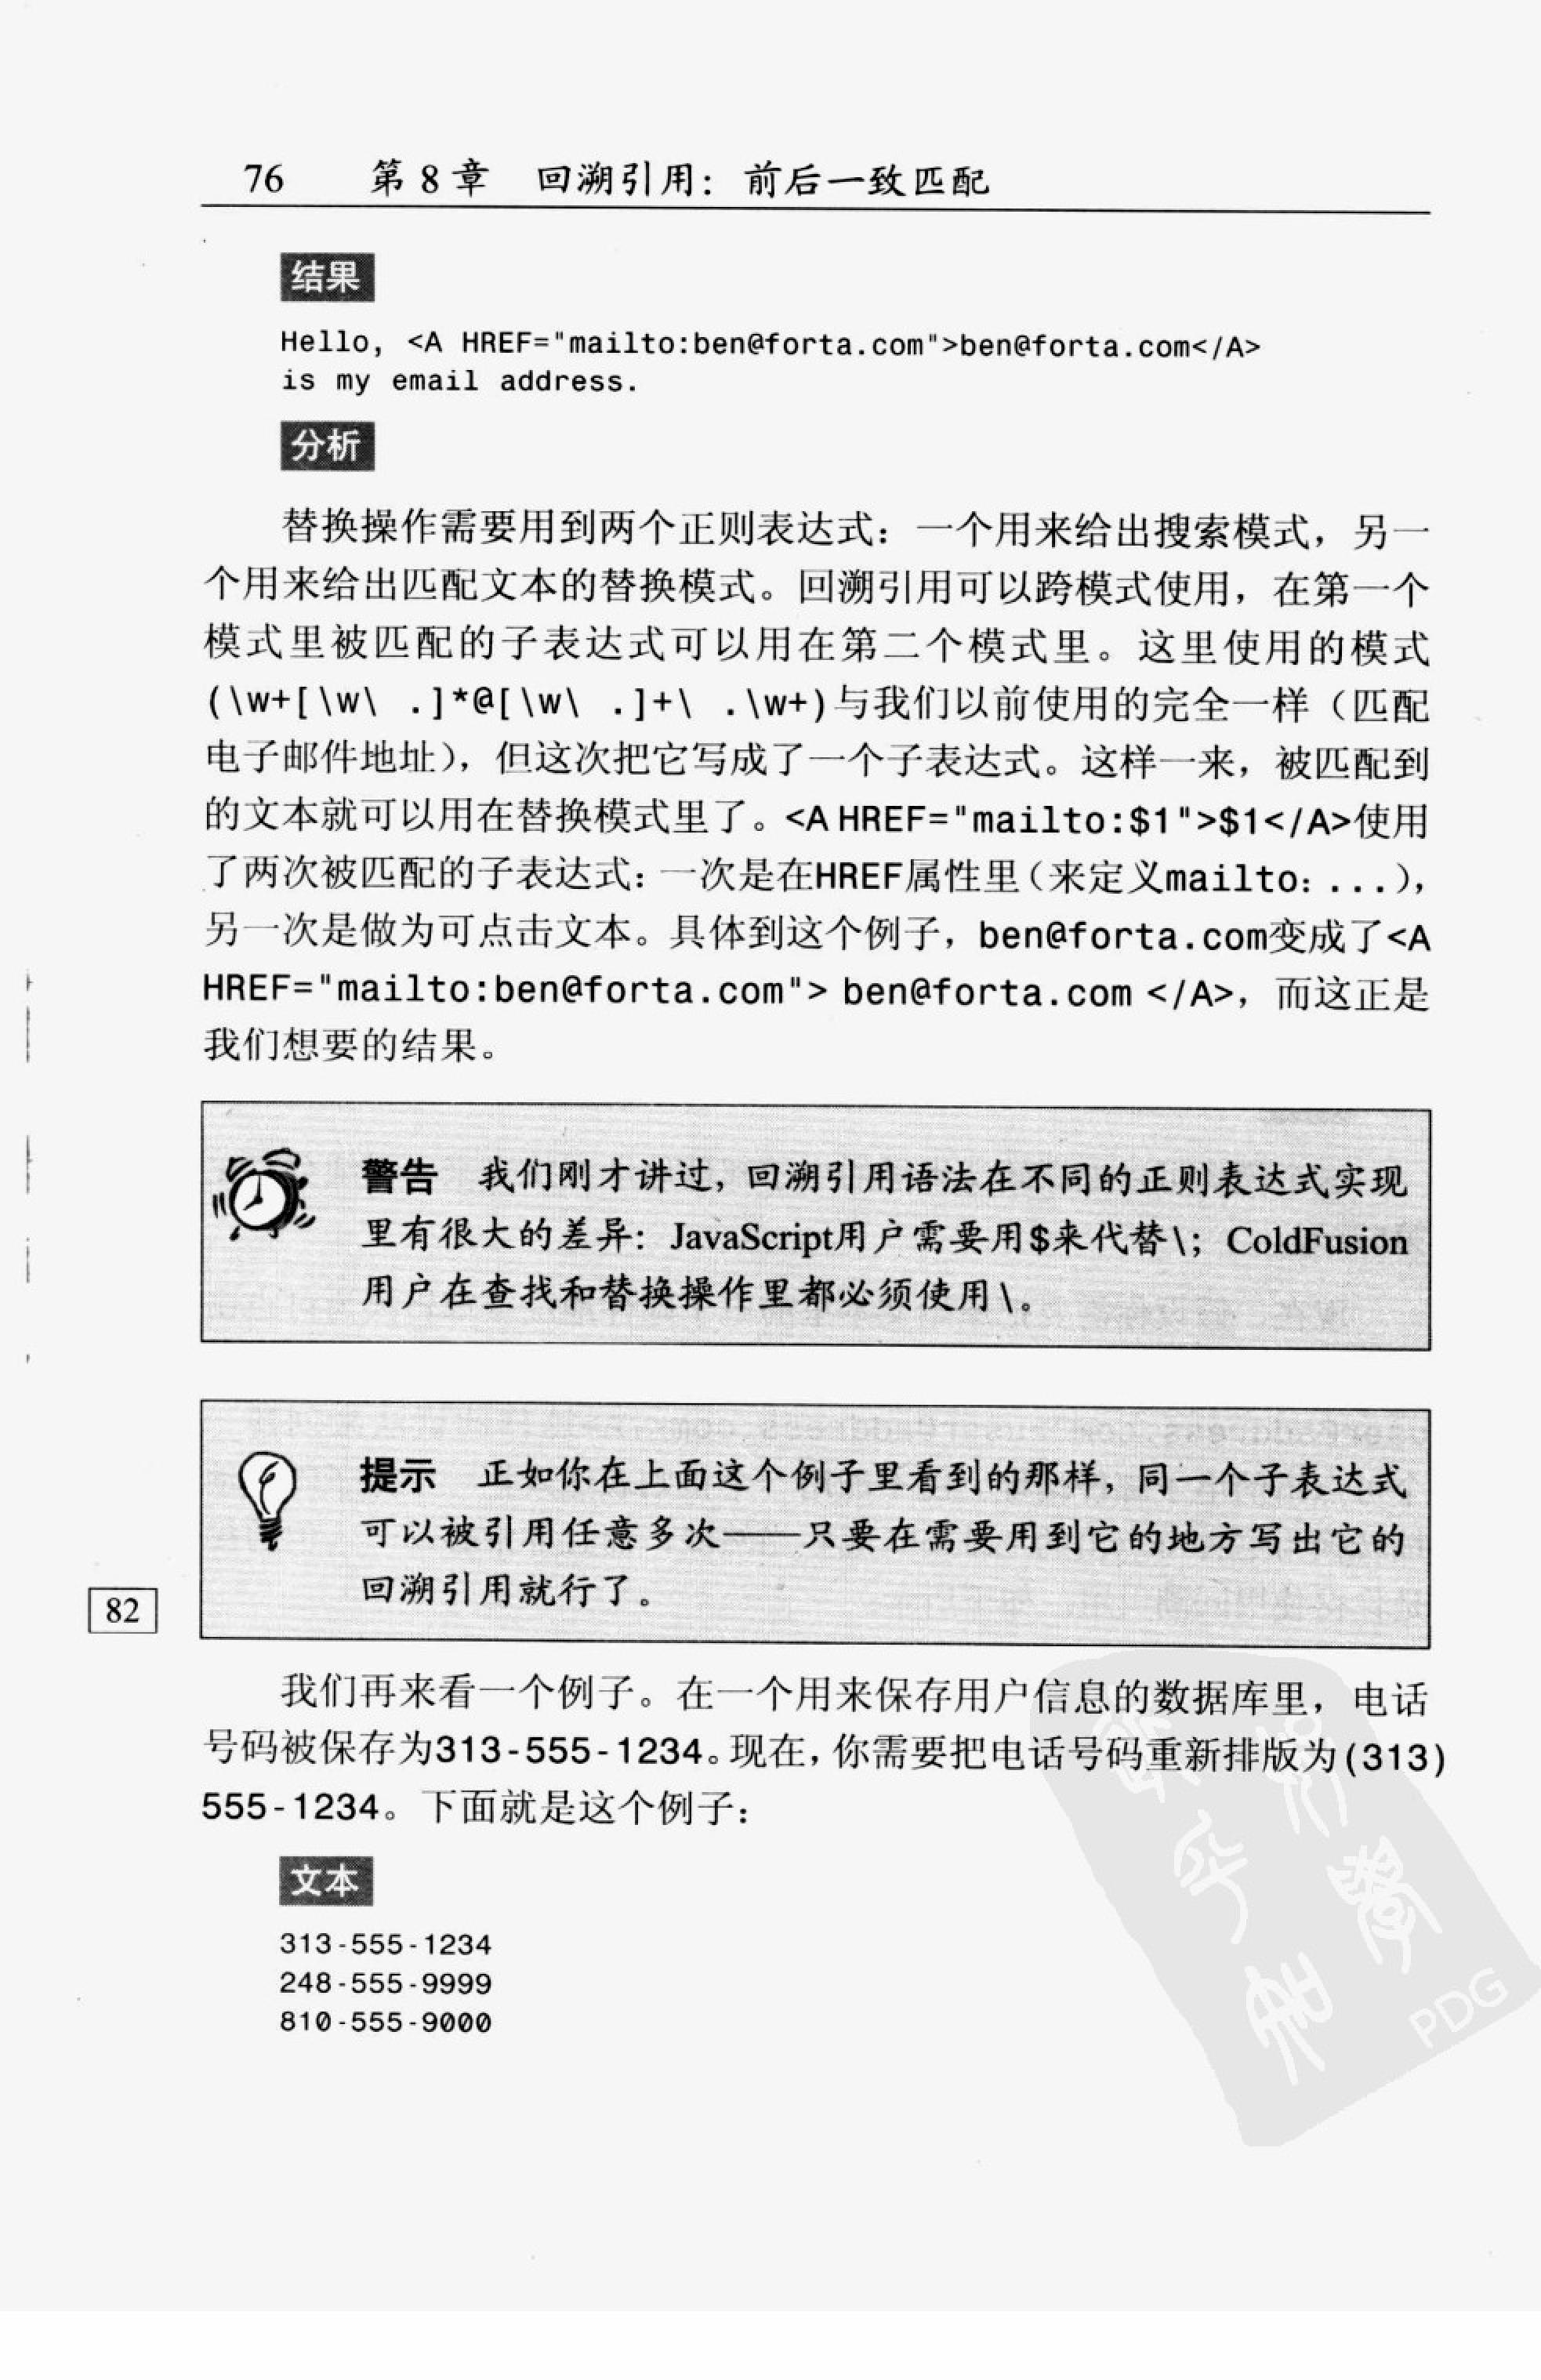 76 第 8 章 回溯引用：前后一致匹配
结果
Hello, <A HREF="mailto:ben@forta.com">ben@forta.com</A>
is my email address.
分析
替换操作需要用到两个正则表达式：一个用来给出搜索模式，另一
个用来给出匹配文本的替换模式。回溯引用可以跨模式使用，在第一个
模式里被匹配的子表达式可以用在第二个模式里。这里使用的模式
(\w+[\w\ .]*@[\w\ .]+\ .\w+)与我们以前使用的完全一样（匹配
电子邮件地址），但这次把它写成了一个子表达式。这样一来，被匹配到
的文本就可以用在替换模式里了。<A HREF="mailto:$1">$1</A>使用
了两次被匹配的子表达式：一次是在HREF属性里（来定义mailto：...），
另一次是做为可点击文本。具体到这个例子，ben@forta.com变成了<A
HREF="mailto:ben@forta.com"> ben@forta.com </A>，而这正是
我们想要的结果。
警告 我们刚才讲过，回溯引用语法在不同的正则表达式实现
里有很大的差异：JavaScript用户需要用$来代替\；ColdFusion
用户在查找和替换操作里都必须使用\。
提示 正如你在上面这个例子里看到的那样，同一个子表达式
可以被引用任意多次——只要在需要用到它的地方写出它的
回溯引用就行了。
82
我们再来看一个例子。在一个用来保存用户信息的数据库里，电话
号码被保存为313-555-1234。现在，你需要把电话号码重新排版为(313)
555-1234。下面就是这个例子：
文本
313-555-1234
248-555-9999
810-555-9000
PDG